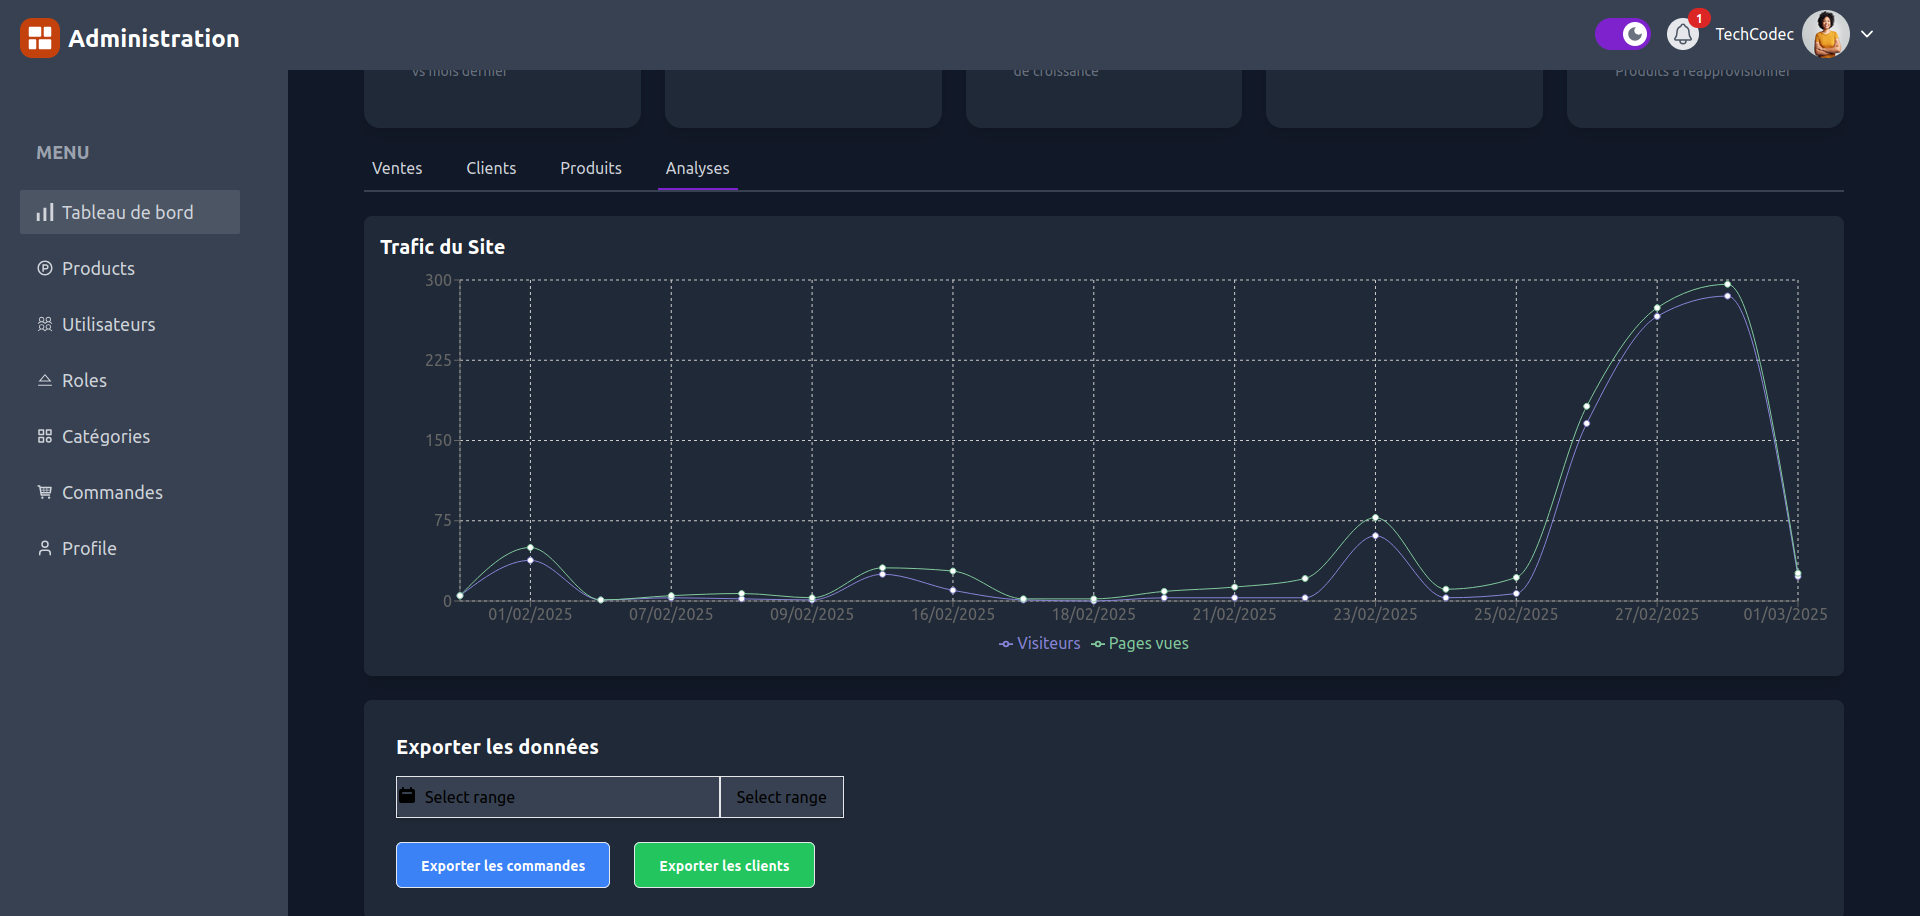 Administration
1
TechCodec
vs mois dernier
de croissance
Produits à réapprovisionner
MENU
Tableau de bord
Products
Utilisateurs
Roles
Catégories
Commandes
Profile
Ventes Clients Produits Analyses
Trafic du Site
300
225
150
75
0
01/02/2025 07/02/2025 09/02/2025 16/02/2025 18/02/2025 21/02/2025 23/02/2025 25/02/2025 27/02/2025 01/03/2025
Visiteurs Pages vues
Exporter les données
Select range Select range
Exporter les commandes Exporter les clients